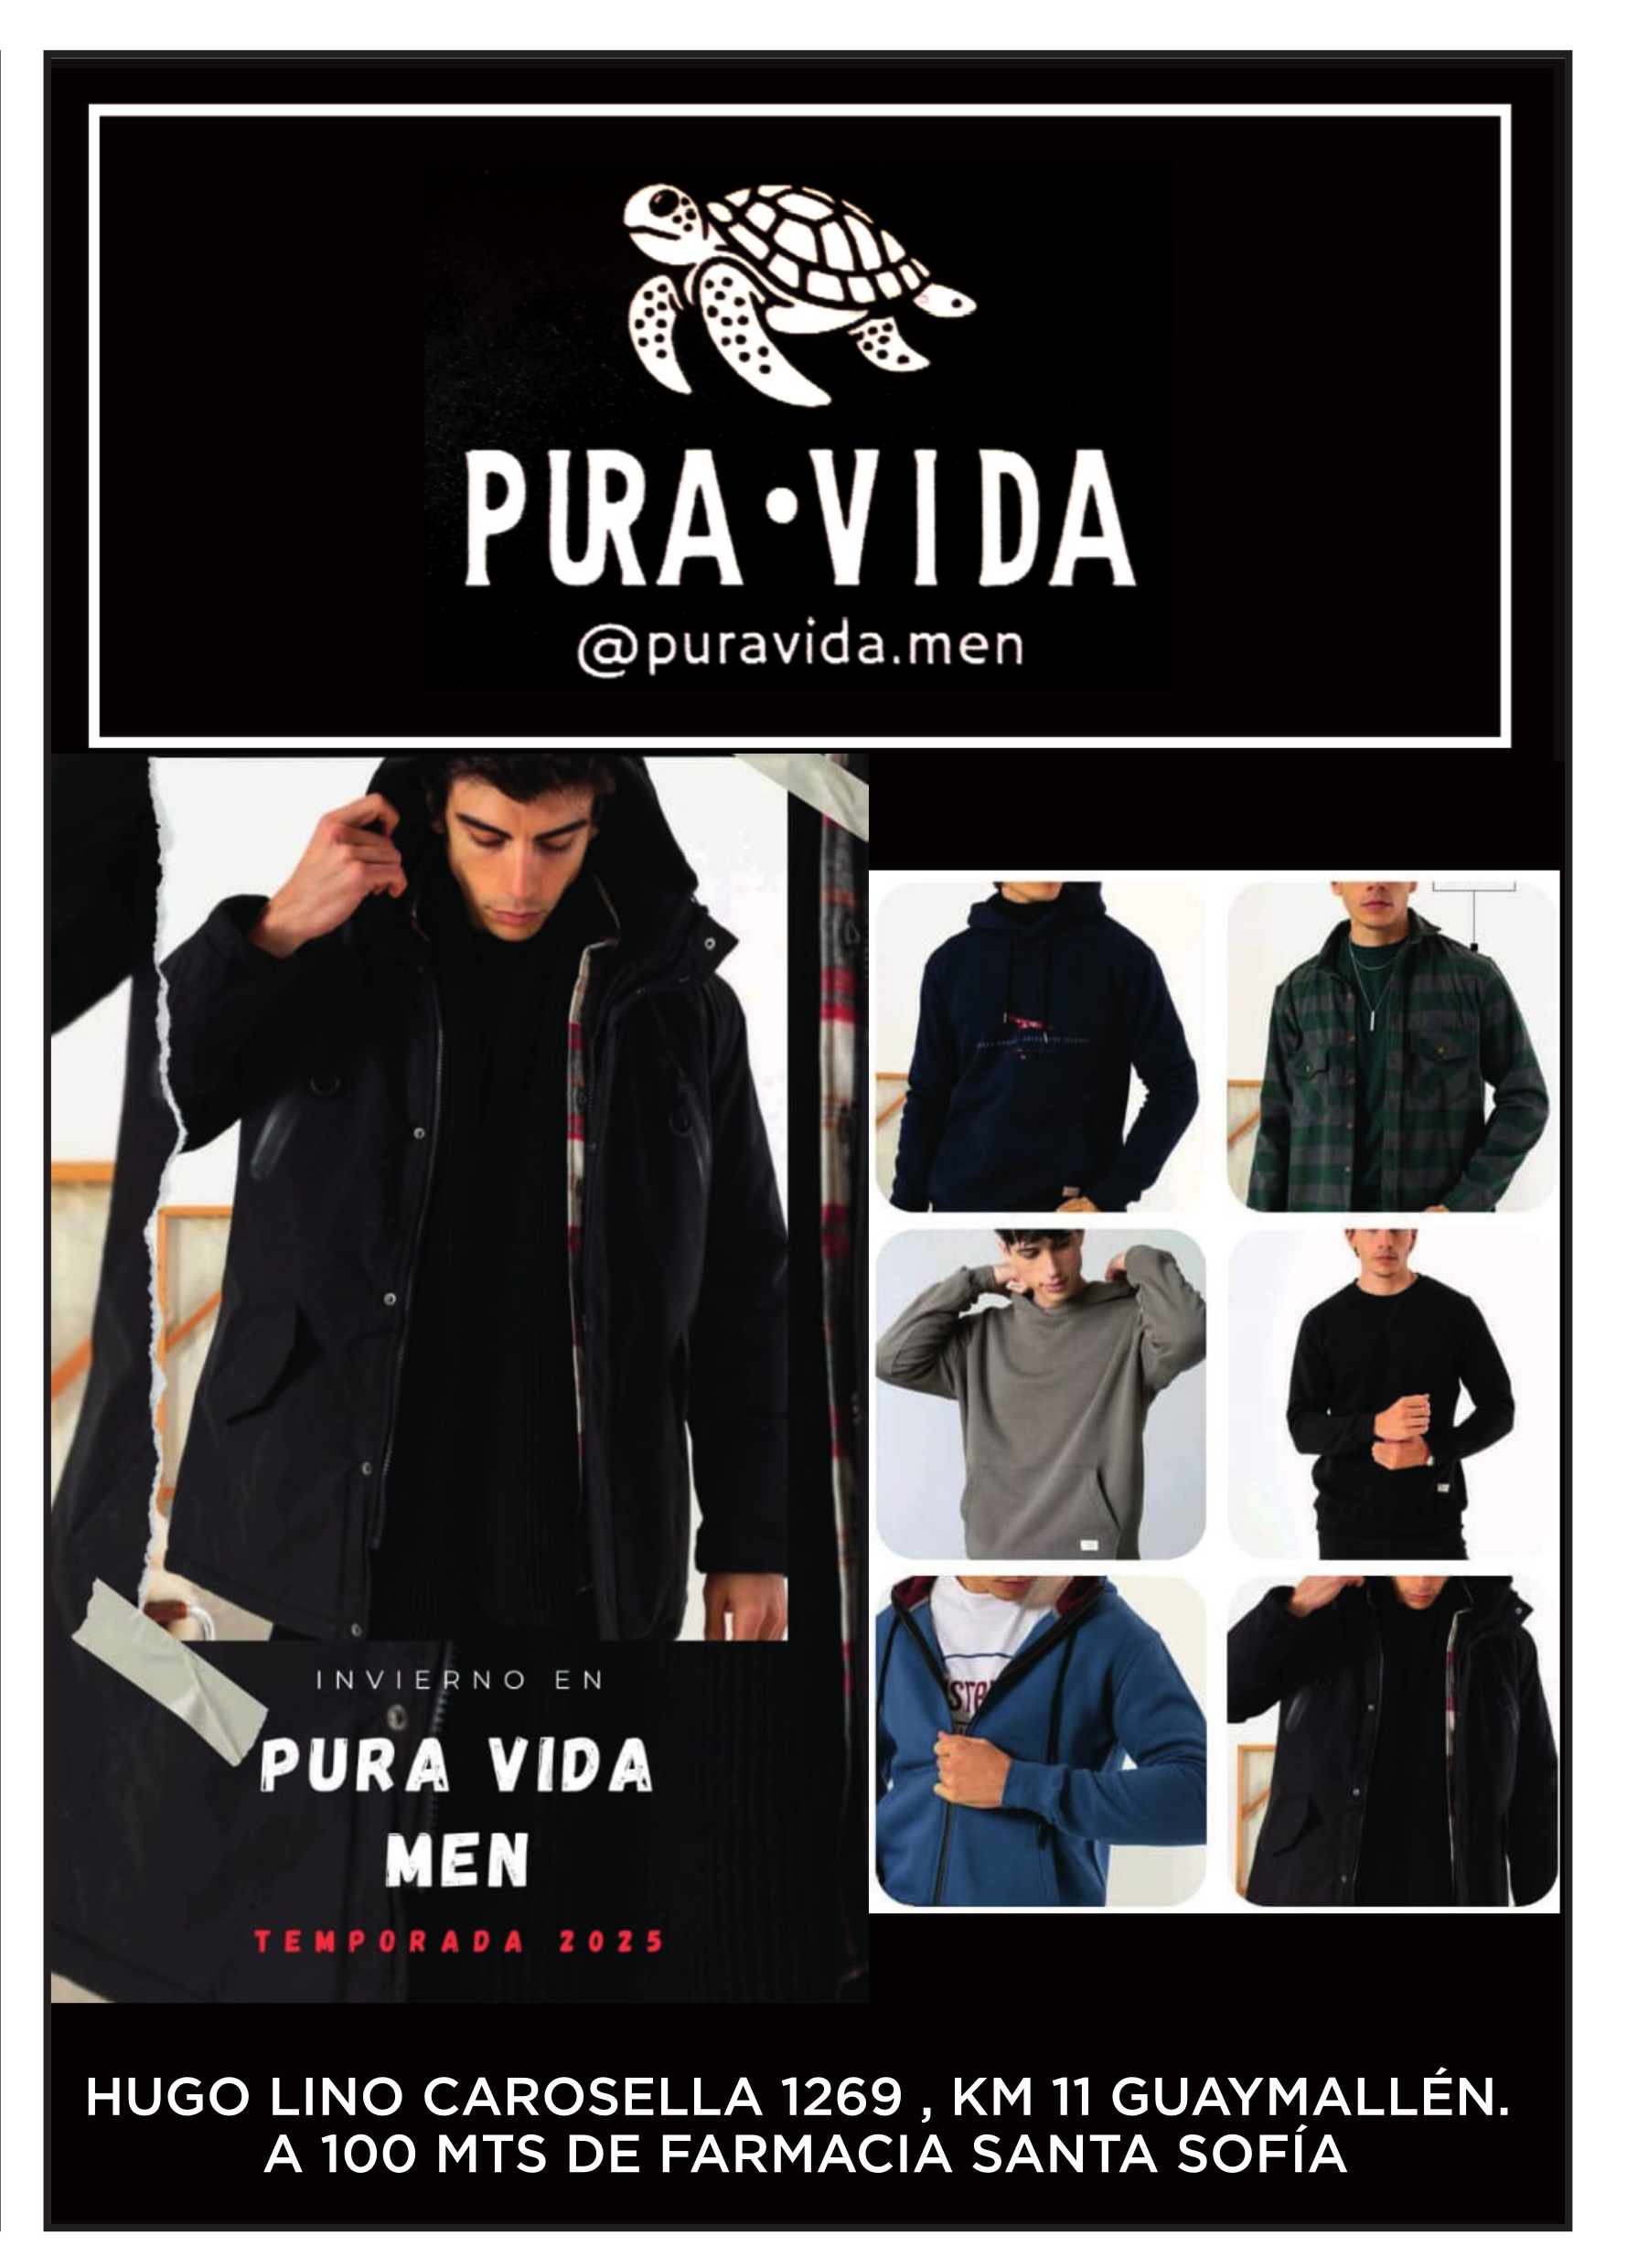 PURA•VIDA
@puravida.men
INVIERNO EN
PURA VIDA
MEN
TEMPORADA 2025
HUGO LINO CAROSELLA 1269 , KM 11 GUAYMALLÉN.
A 100 MTS DE FARMACIA SANTA SOFÍA